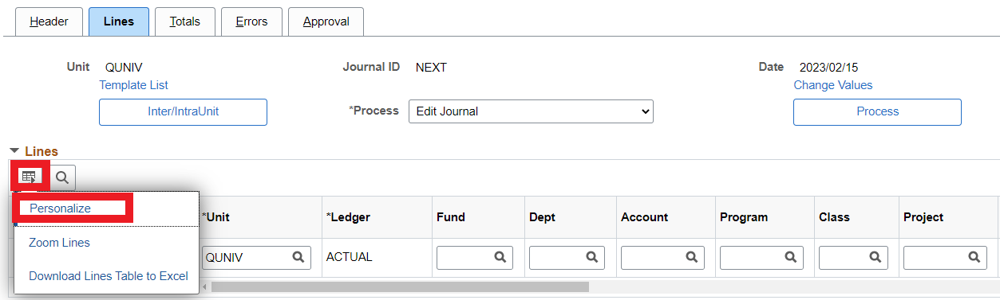 Header Lines Totals Errors Approval
Unit QUNIV Journal ID NEXT Date 2023/02/15
Template List Change Values
Inter/IntraUnit *Process Edit Journal Process
Lines
Personalize
*Unit *Ledger Fund Dept Account Program Class Project
Zoom Lines
QUNIV ACTUAL
Download Lines Table to Excel